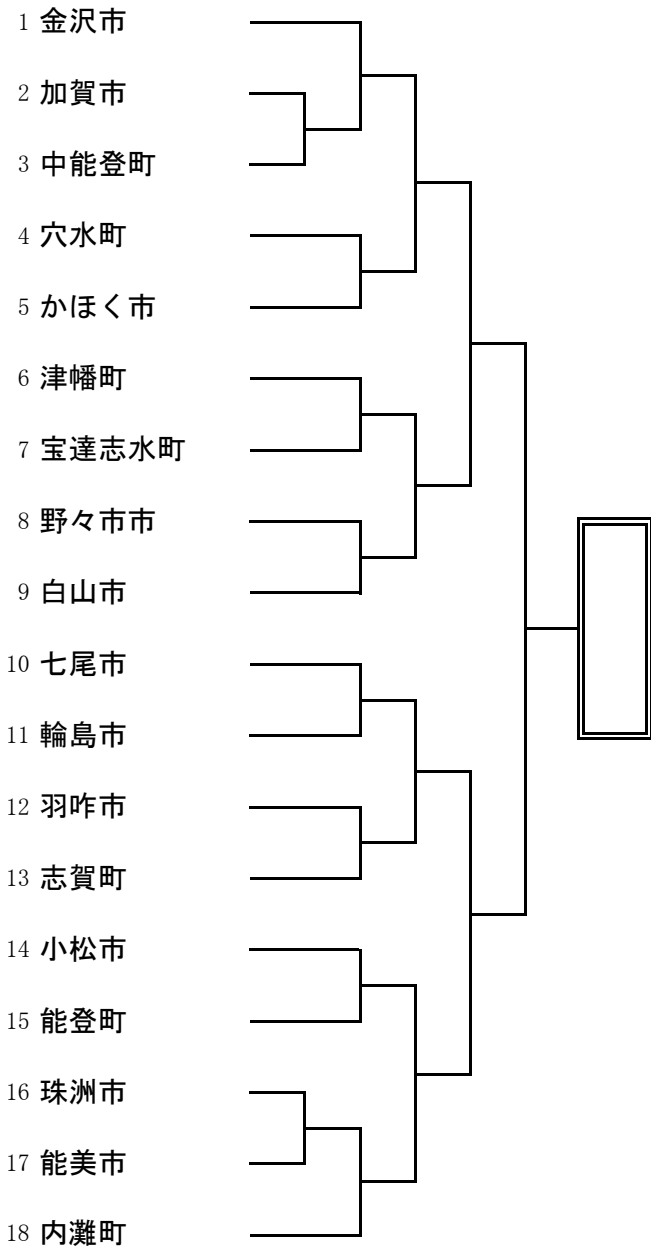 1 金沢市
2 加賀市
3 中能登町
4 穴水町
5 かほく市
6 津幡町
7 宝達志水町
8 野々市市
9 白山市
10 七尾市
11 輪島市
12 羽咋市
13 志賀町
14 小松市
15 能登町
16 珠洲市
17 能美市
18 内灘町